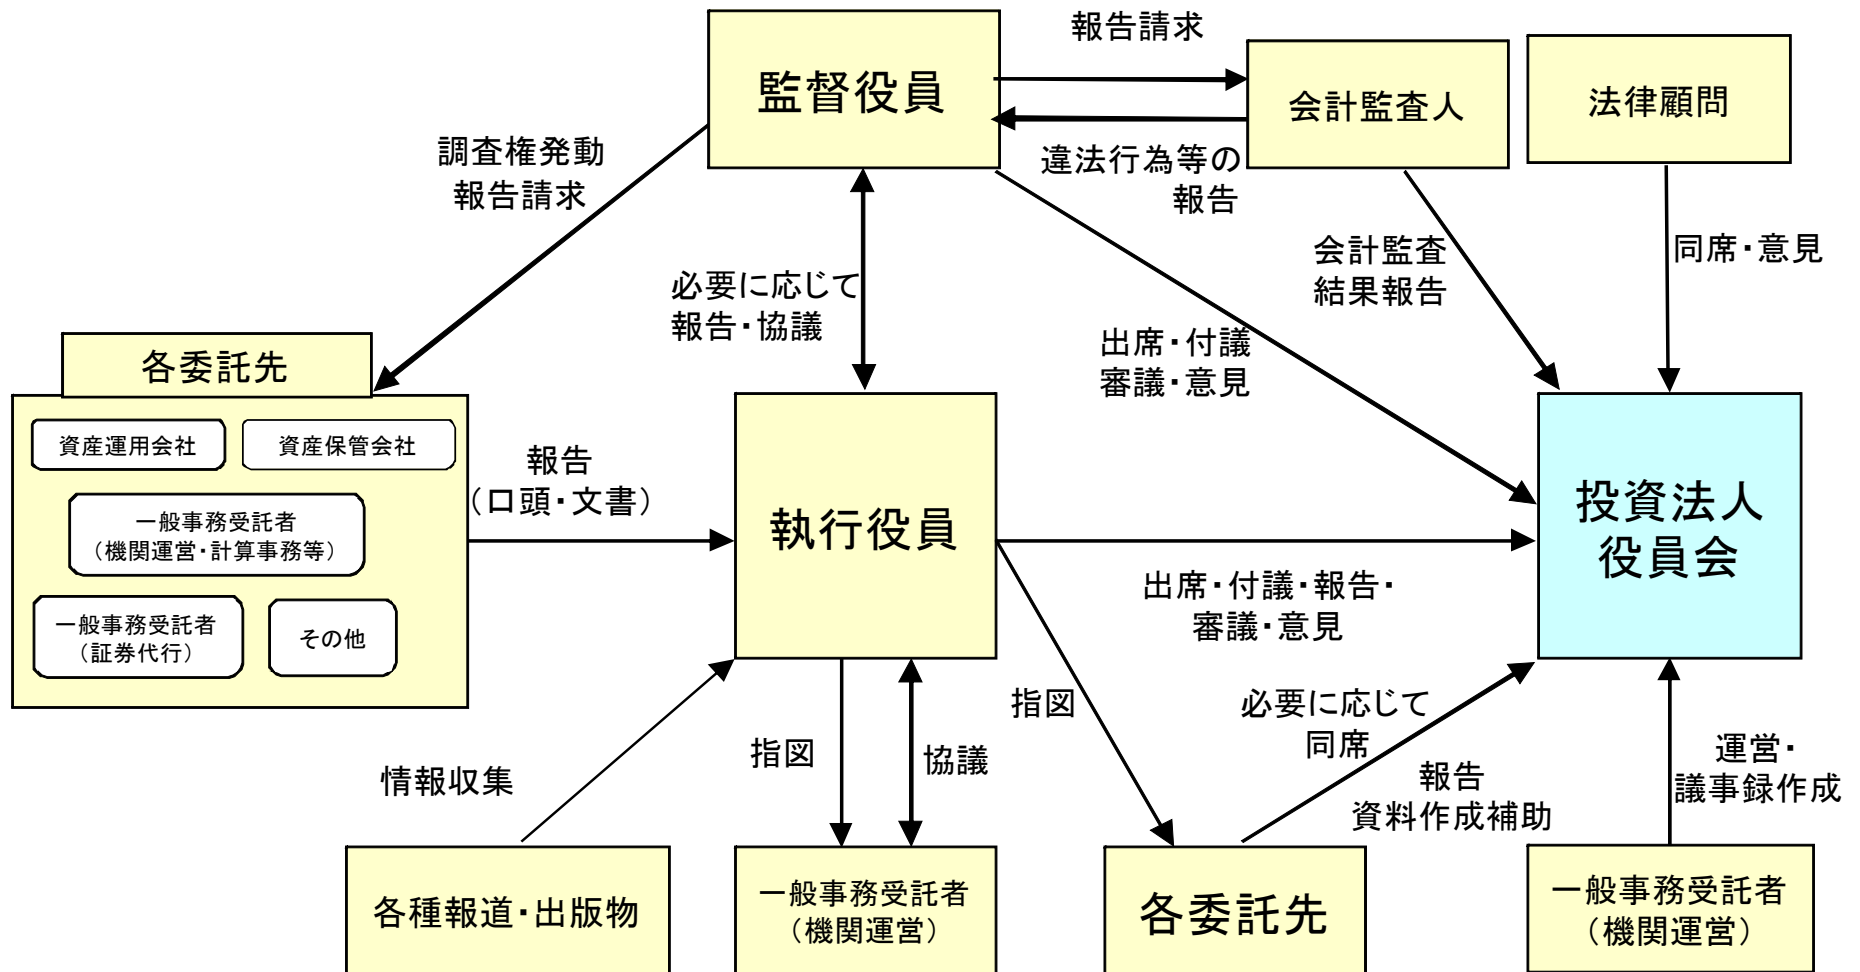 報告請求
監督役員
会計監査人
法律顧問
調査権発動
報告請求
違法行為等の
報告
必要に応じて
報告・協議
会計監査
結果報告
同席・意見
出席・付議
審議・意見
各委託先
資産運用会社
資産保管会社
一般事務受託者
（機関運営・計算事務等）
一般事務受託者
（証券代行）
その他
報告
（口頭・文書）
執行役員
投資法人
役員会
出席・付議・報告・
審議・意見
情報収集
指図
協議
指図
必要に応じて
同席
報告
資料作成補助
運営・
議事録作成
各種報道・出版物
一般事務受託者
（機関運営）
各委託先
一般事務受託者
（機関運営）